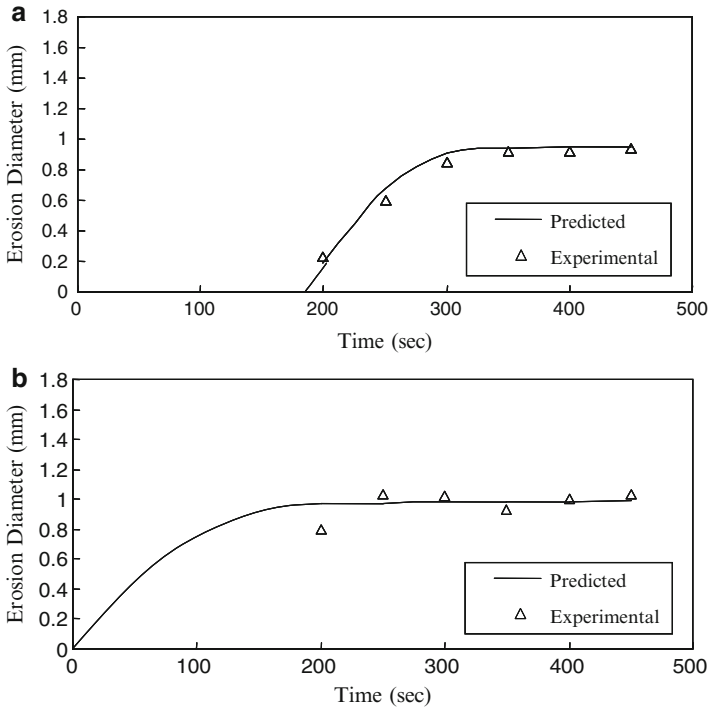 a
1.8
1.6
1.4
1.2
1
0.8
0.6
0.4
0.2
0
Erosion Diameter (mm)
Predicted
Experimental
0 100 200 300 400 500
Time (sec)
b
1.8
1.6
1.4
1.2
1
0.8
0.6
0.4
0.2
0
Erosion Diameter (mm)
Predicted
Experimental
0 100 200 300 400 500
Time (sec)